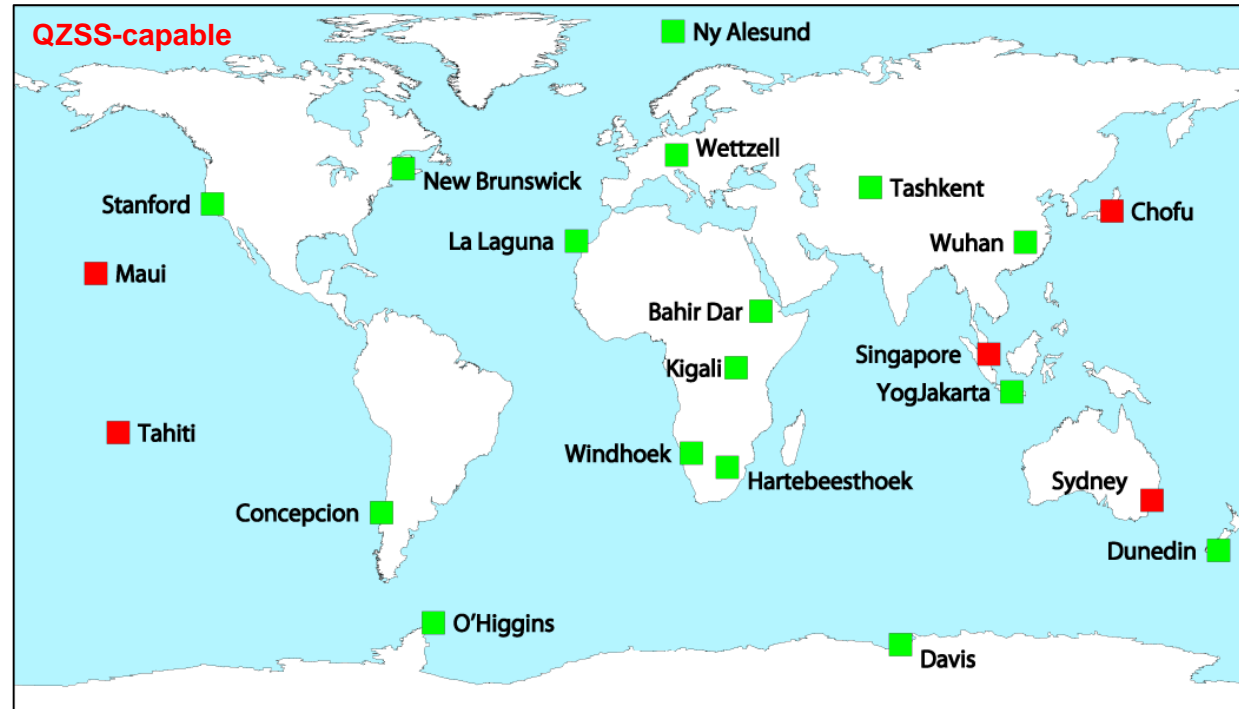 QZSS-capable
Ny Alesund
Wettzell
New Brunswick
Tashkent
Stanford
Chofu
La Laguna
Wuhan
Maui
Bahir Dar
Singapore
Kigali
YogJakarta
Tahiti
Windhoek
Hartebeesthoek
Sydney
Concepcion
Dunedin
O'Higgins
Davis